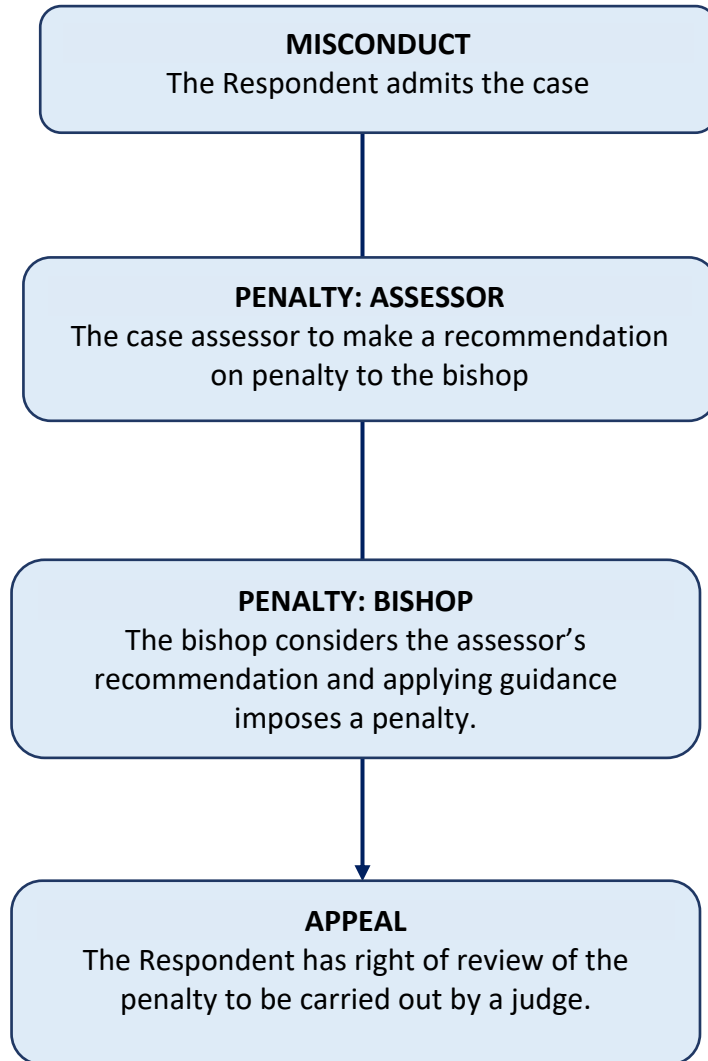 MISCONDUCT
The Respondent admits the case
PENALTY: ASSESSOR
The case assessor to make a recommendation
on penalty to the bishop
PENALTY: BISHOP
The bishop considers the assessor’s
recommendation and applying guidance
imposes a penalty.
APPEAL
The Respondent has right of review of the
penalty to be carried out by a judge.